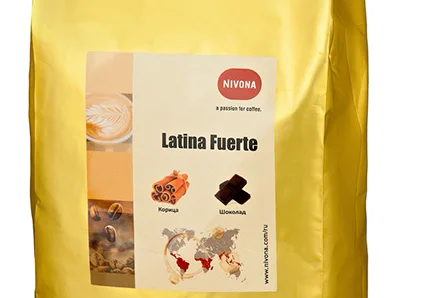 NIVONA
a passion for coffee.
Latina Fuerte
Корица Шоколад
www.nivona.com/ru